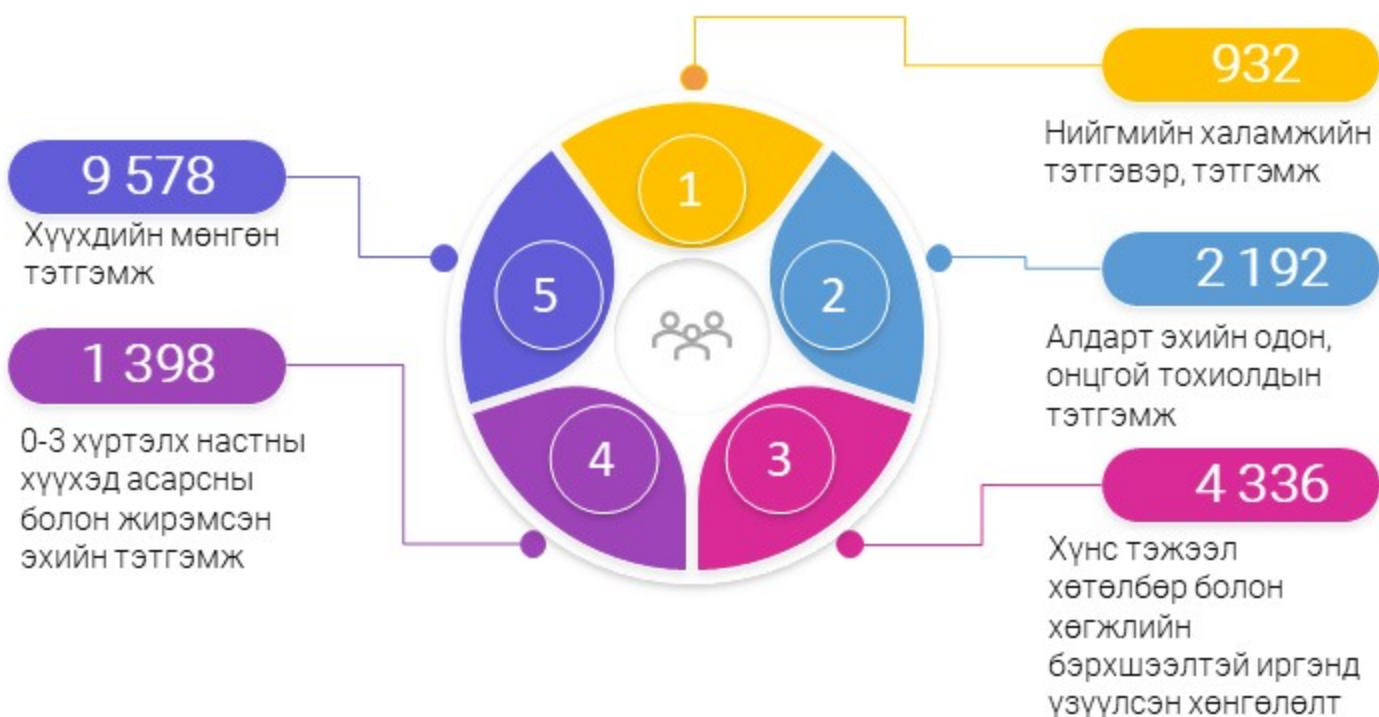 932
Нийгмийн халамжийн
тэтгэвэр, тэтгэмж
2 192
Алдарт эхийн одон,
онцгой тохиолдын
тэтгэмж
4 336
Хүнс тэжээл
хөтөлбөр болон
хөгжлийн
бэрхшээлтэй иргэнд
үзүүлсэн хөнгөлөлт
1 398
0-3 хүртэлх настны
хүүхэд асарсны
болон жирэмсэн
эхийн тэтгэмж
9 578
Хүүхдийн мөнгөн
тэтгэмж
1
2
3
4
5